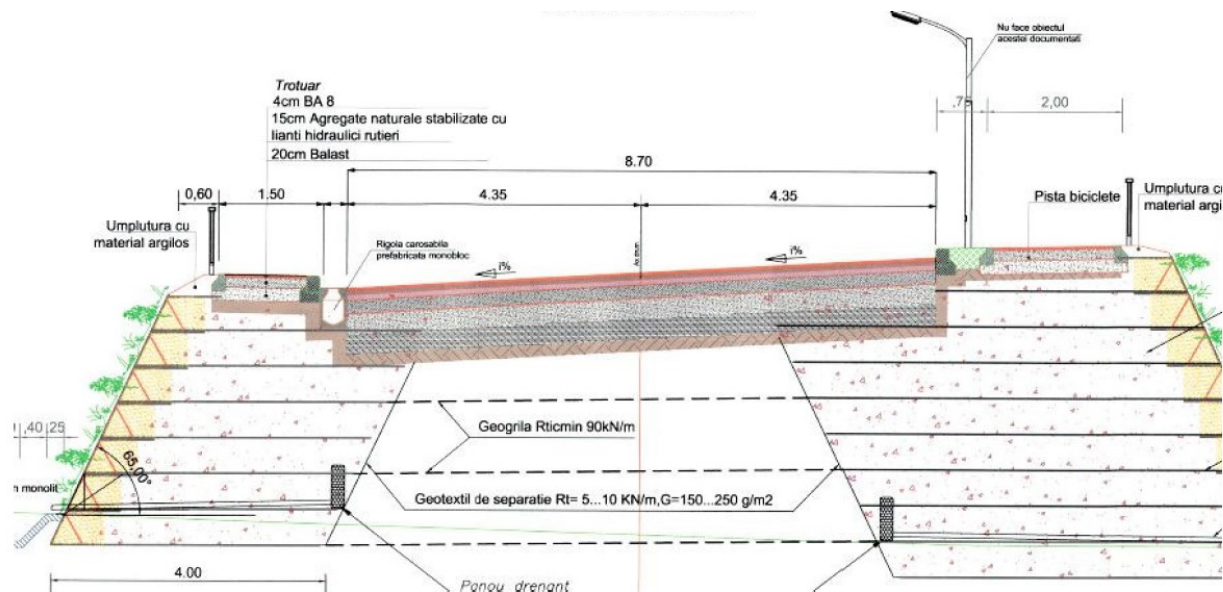 Nu face obiectul
acestei documentati
Trotuar
4cm BA 8
15cm Agregate naturale stabilizate cu
lianti hidraulici rutieri
20cm Balast
,7
2,00
8.70
0,60
1.50
4.35
4.35
Umplutura cu
material argilos
Rigola carosabila
prefabricata monobloc
i%
i%
Pista biciclete
Umplutura cu
material argi
Geogrila Rticmin 90kN/m
,40
,25
65,00°
n monolit
Geotextil de separatie Rt= 5...10 KN/m,G=150...250 g/m2
4.00
Panou drenant